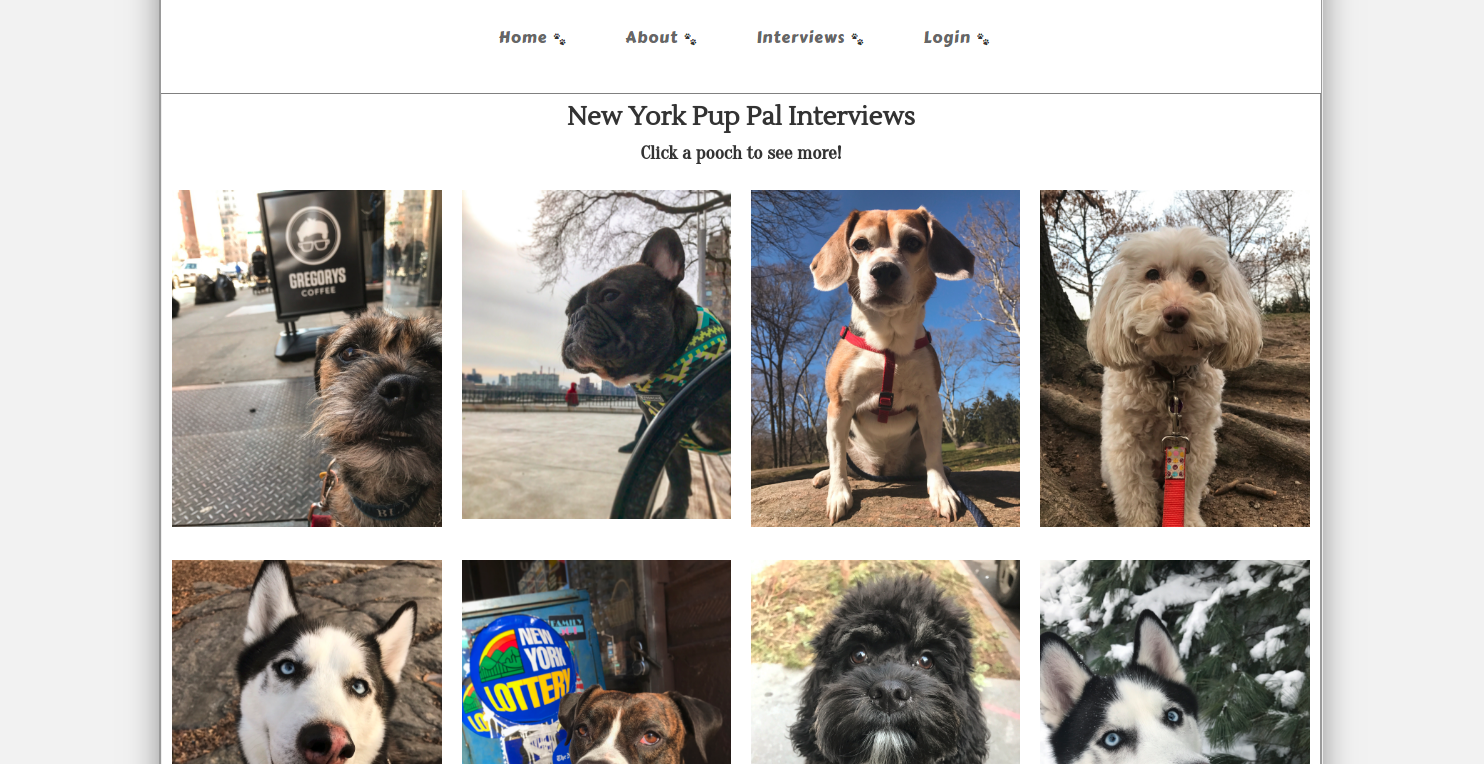 Home About Interviews Login
New York Pup Pal Interviews
Click a pooch to see more!
GREGORYS
COFFEE
NEW
YORK
LOTTERY
FAMILY